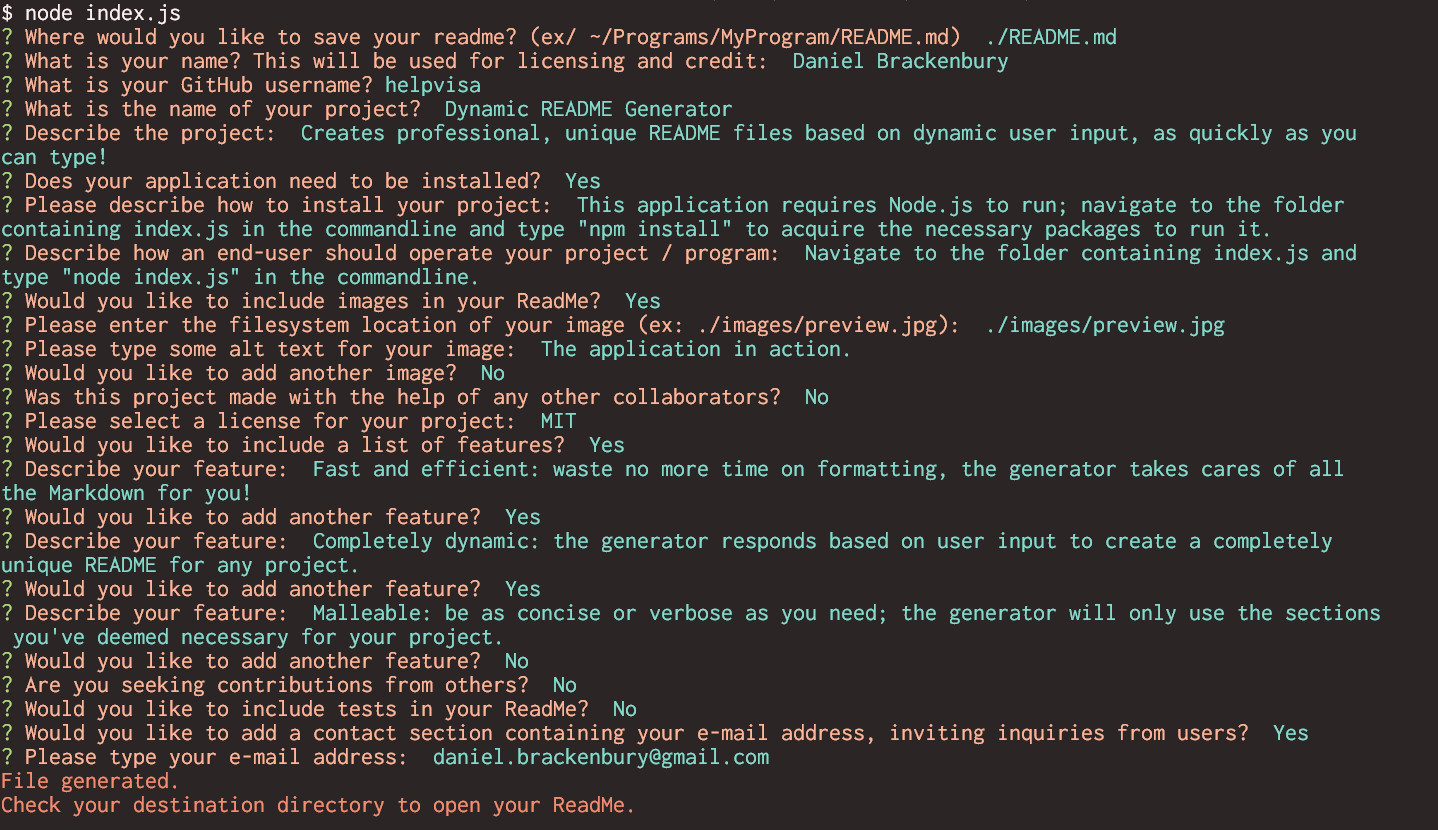 $ node index.js
? Where would you like to save your readme? (ex/ ~/Programs/MyProgram/README.md)  ./README.md
? What is your name? This will be used for licensing and credit:  Daniel Brackenbury
? What is your GitHub username? helpvisa
? What is the name of your project?  Dynamic README Generator
? Describe the project:  Creates professional, unique README files based on dynamic user input, as quickly as you
can type!
? Does your application need to be installed?  Yes
? Please describe how to install your project:  This application requires Node.js to run; navigate to the folder
containing index.js in the commandline and type "npm install" to acquire the necessary packages to run it.
? Describe how an end-user should operate your project / program:  Navigate to the folder containing index.js and
type "node index.js" in the commandline.
? Would you like to include images in your ReadMe?  Yes
? Please enter the filesystem location of your image (ex: ./images/preview.jpg):  ./images/preview.jpg
? Please type some alt text for your image:  The application in action.
? Would you like to add another image?  No
? Was this project made with the help of any other collaborators?  No
? Please select a license for your project:  MIT
? Would you like to include a list of features?  Yes
? Describe your feature:  Fast and efficient: waste no more time on formatting, the generator takes cares of all
the Markdown for you!
? Would you like to add another feature?  Yes
? Describe your feature:  Completely dynamic: the generator responds based on user input to create a completely
unique README for any project.
? Would you like to add another feature?  Yes
? Describe your feature:  Malleable: be as concise or verbose as you need; the generator will only use the sections
 you've deemed necessary for your project.
? Would you like to add another feature?  No
? Are you seeking contributions from others?  No
? Would you like to include tests in your ReadMe?  No
? Would you like to add a contact section containing your e-mail address, inviting inquiries from users?  Yes
? Please type your e-mail address:  daniel.brackenbury@gmail.com
File generated.
Check your destination directory to open your ReadMe.